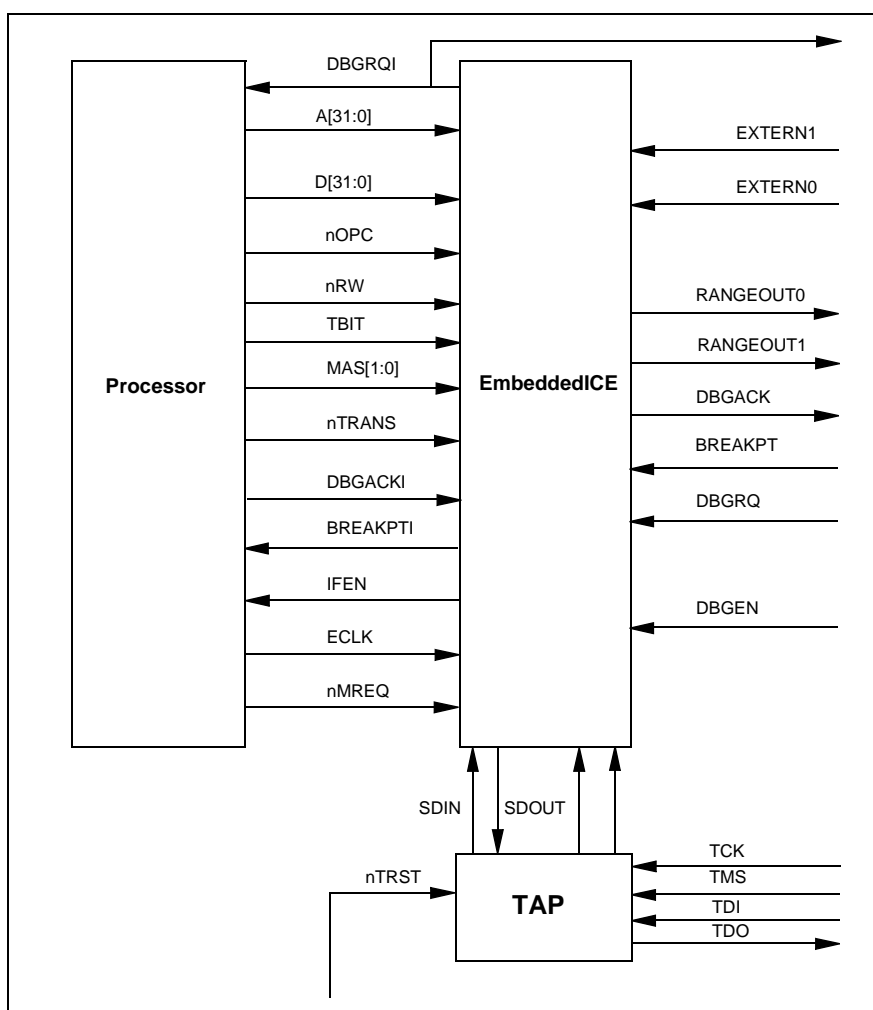 DBGRQI
A[31:0]
EXTERN1
D[31:0]
EXTERN0
nOPC
nRW
RANGEOUT0
TBIT
RANGEOUT1
MAS[1:0]
Processor
EmbeddedICE
DBGACK
nTRANS
BREAKPT
DBGACKI
DBGRQ
BREAKPTI
IFEN
DBGEN
ECLK
nMREQ
SDIN
SDOUT
TCK
nTRST
TMS
TAP
TDI
TDO